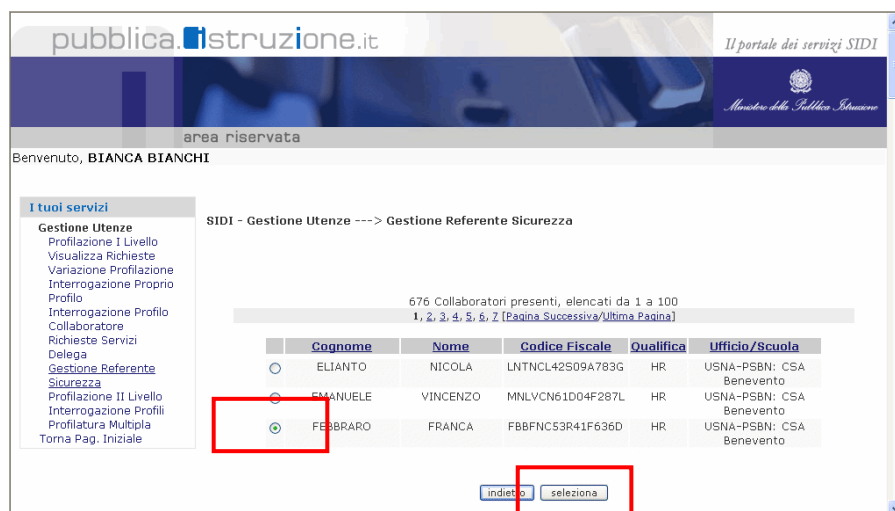 pubblica.istruzione.it
Il portale dei servizi SIDI
Ministero della Pubblica Istruzione
area riservata
Benvenuto, BIANCA BIANCHI
I tuoi servizi
Gestione Utenze
Profilazione I Livello
Visualizza Richieste
Variazione Profilazione
Interrogazione Proprio
Profilo
Interrogazione Profilo
Collaboratore
Richieste Servizi
Delega
Gestione Referente
Sicurezza
Profilazione II Livello
Interrogazione Profili
Profilatura Multipla
Torna Pag. Iniziale
SIDI - Gestione Utenze ---> Gestione Referente Sicurezza
676 Collaboratori presenti, elencati da 1 a 100
1, 2, 3, 4, 5, 6, 7 [Pagina Successiva/Ultima Pagina]
Cognome Nome Codice Fiscale Qualifica Ufficio/Scuola
ELIANTO NICOLA LNTNCL42S09A783G HR USNA-PSBN: CSA
Benevento
EMANUELE VINCENZO MNLVCN61D04F287L HR USNA-PSBN: CSA
Benevento
FEBBRARO FRANCA FBBFNC53R41F636D HR USNA-PSBN: CSA
Benevento
indietro seleziona